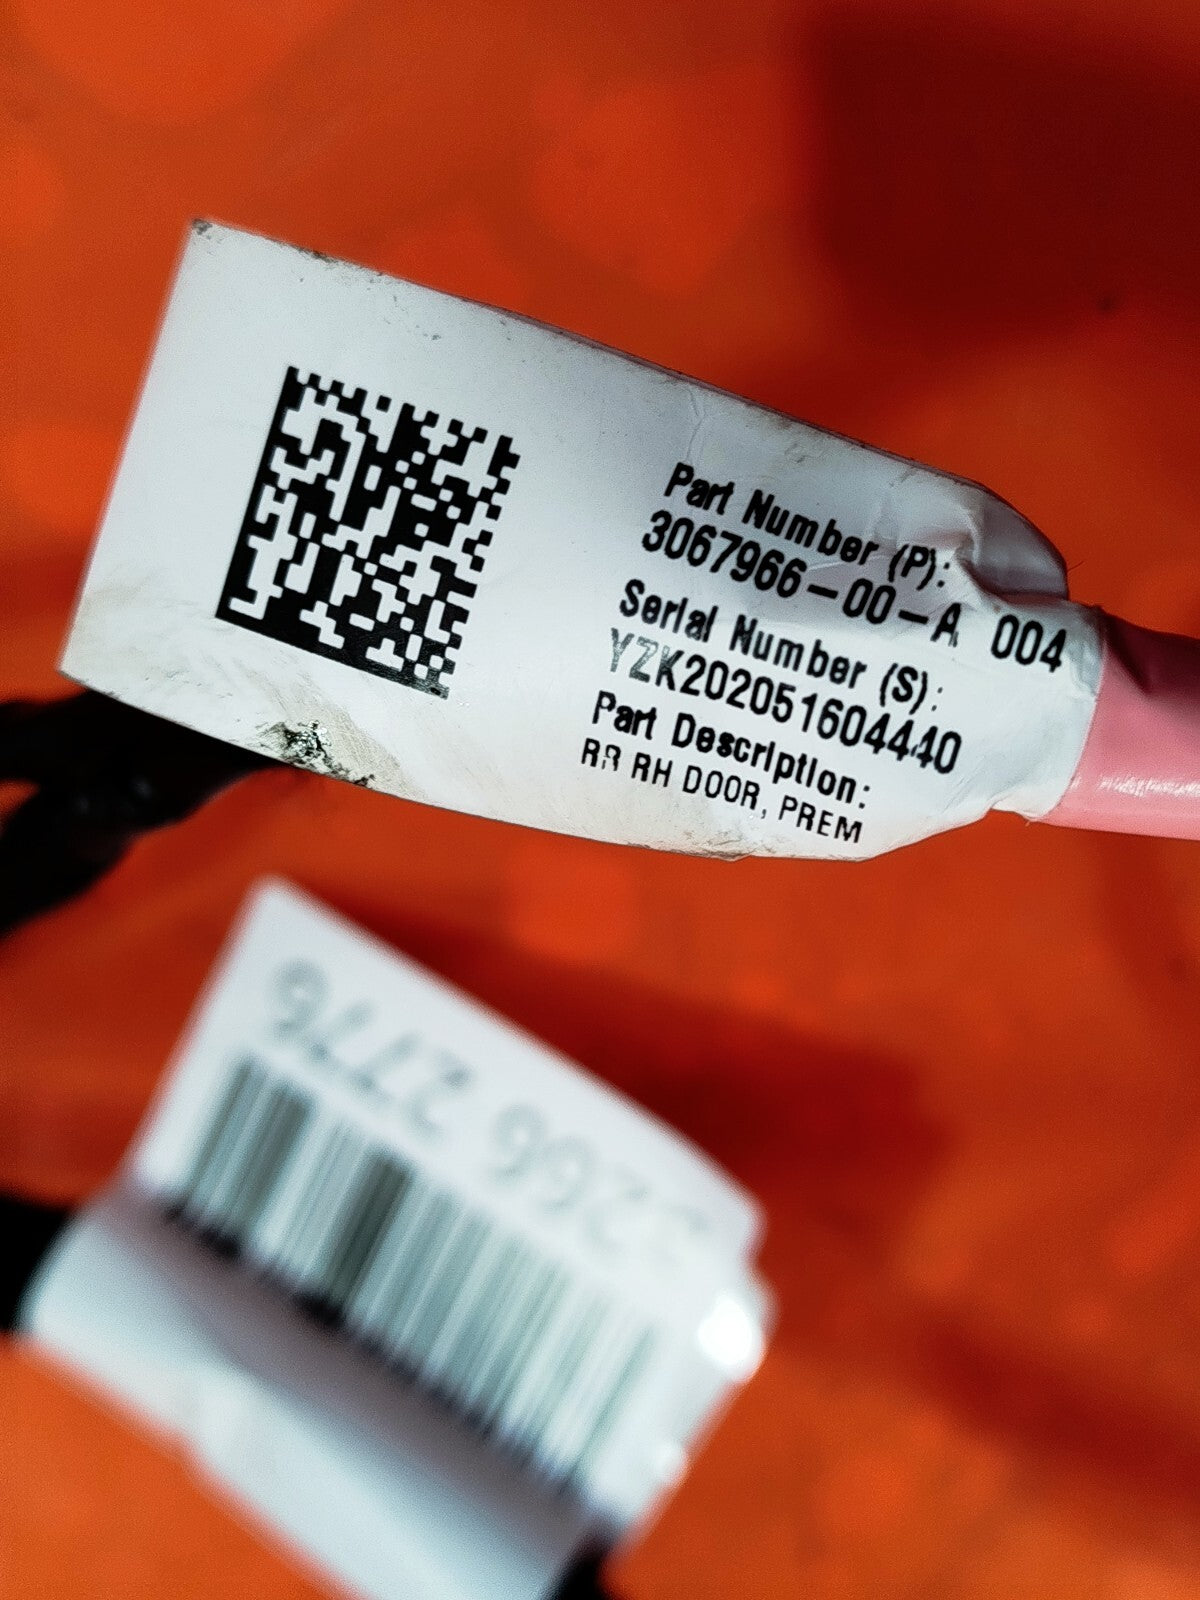 Part Number (P):
3067966-00-A 004
Serial Number (S):
YZK202051604440
Part Description:
RR RH DOOR, PREM